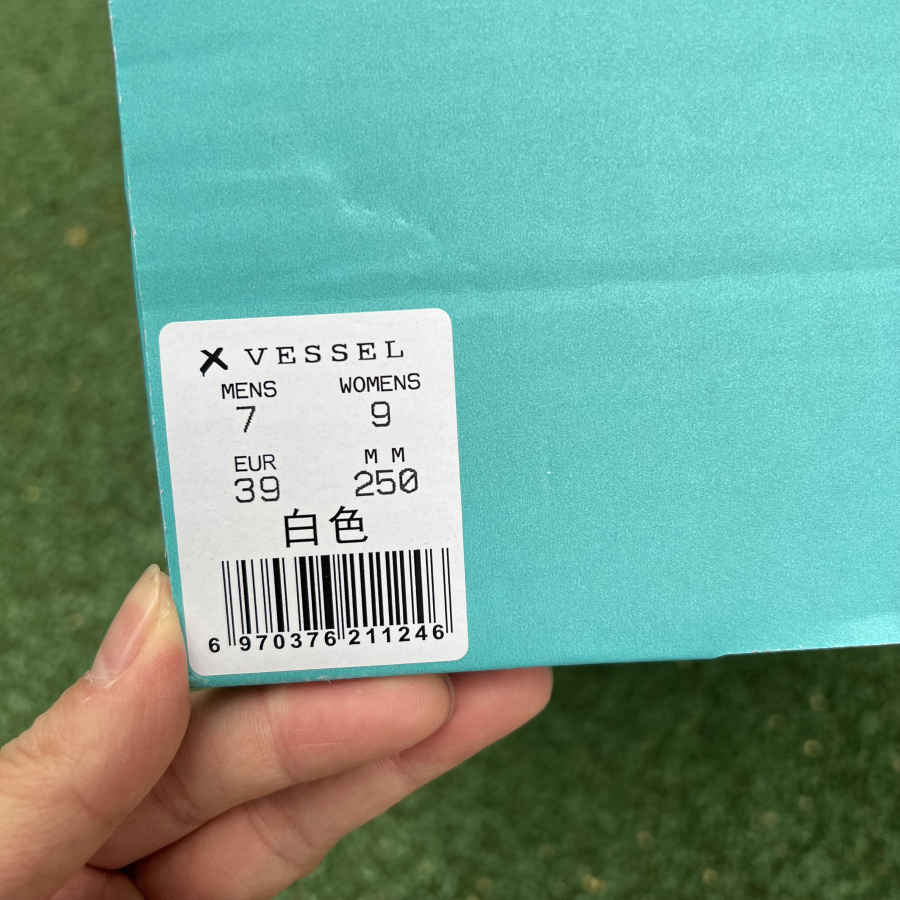 X VESSEL
MENS WOMENS
7 9
EUR M M
39 250
白色
6 970376 211246